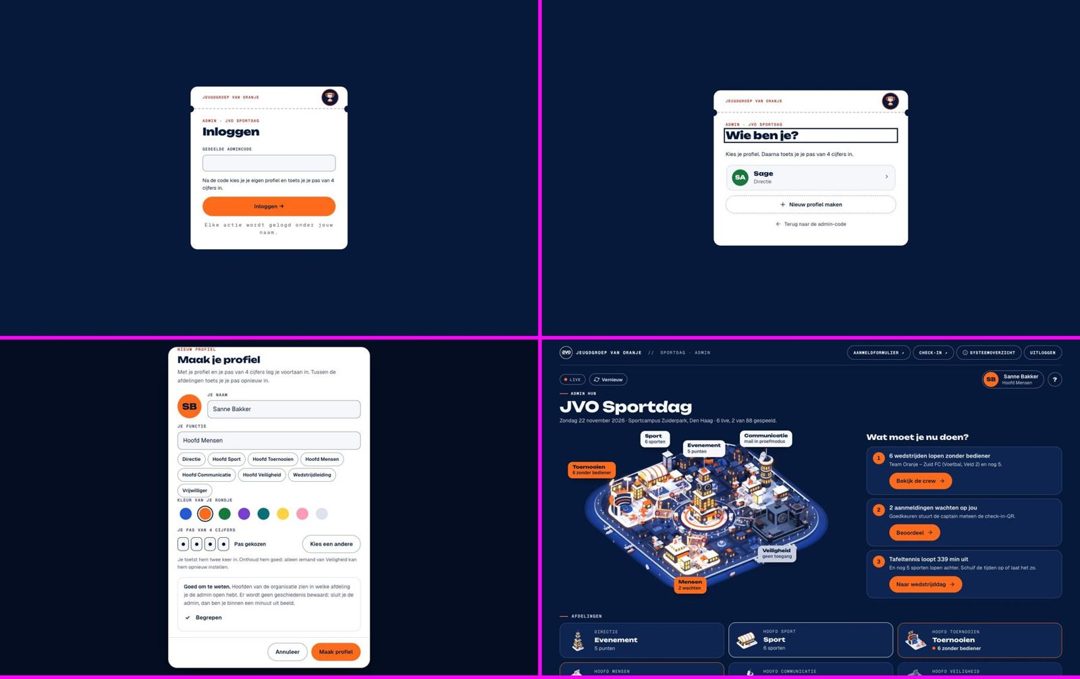 JEUGDGROEP VAN ORANJE
ADMIN · JVO SPORTDAG
Inloggen
GEDEELDE ADMINCODE
Na de code kies je je eigen profiel en toets je je pas van 4
cijfers in.
Inloggen →
Elke actie wordt gelogd onder jouw
naam.
JEUGDGROEP VAN ORANJE
ADMIN · JVO SPORTDAG
Wie ben je?
Kies je profiel. Daarna toets je je pas van 4 cijfers in.
SA
Sage
Directie
+ Nieuw profiel maken
← Terug naar de admin-code
NIEUW PROFIEL
Maak je profiel
Met je profiel en je pas van 4 cijfers log je voortaan in. Tussen de
afdelingen toets je je pas opnieuw in.
SB
JE NAAM
Sanne Bakker
JE FUNCTIE
Hoofd Mensen
Directie
Hoofd Sport
Hoofd Toernooien
Hoofd Mensen
Hoofd Communicatie
Hoofd Veiligheid
Wedstrijdleiding
Vrijwilliger
KLEUR VAN JE RONDJE
JE PAS VAN 4 CIJFERS
Pas gekozen
Kies een andere
Je toetst hem twee keer in. Onthoud hem goed: alleen iemand van Veiligheid kan
hem opnieuw instellen.
Goed om te weten. Hoofden van de organisatie zien in welke afdeling
je de admin open hebt. Er wordt geen geschiedenis bewaard: sluit je de
admin, dan ben je binnen een minuut uit beeld.
Begrepen
Annuleer
Maak profiel
JEUGDGROEP VAN ORANJE // SPORTDAG · ADMIN
AANMELDFORMULIER
CHECK-IN
SYSTEEMOVERZICHT
UITLOGGEN
LIVE
Vernieuw
SB
Sanne Bakker
Hoofd Mensen
?
ADMIN HUB
JVO Sportdag
Zondag 22 november 2026 · Sportcampus Zuiderpark, Den Haag · 6 live, 2 van 88 gespeeld.
Sport
6 sporten
Evenement
5 punten
Communicatie
mail in proefmodus
Toernooien
6 zonder bediener
Veiligheid
geen toegang
Mensen
2 wachten
Wat moet je nu doen?
1
6 wedstrijden lopen zonder bediener
Team Oranje – Zuid FC (Voetbal, Veld 2) en nog 5.
Bekijk de crew →
2
2 aanmeldingen wachten op jou
Goedkeuren stuurt de captain meteen de check-in-QR.
Beoordeel →
3
Tafeltennis loopt 339 min uit
En nog 5 sporten lopen achter. Schuif de tijden op of laat het zo.
Naar wedstrijddag →
AFDELINGEN
DIRECTIE
Evenement
5 punten
HOOFD SPORT
Sport
6 sporten
HOOFD TOERNOOIEN
Toernooien
6 zonder bediener
HOOFD MENSEN
HOOFD COMMUNICATIE
HOOFD VEILIGHEID